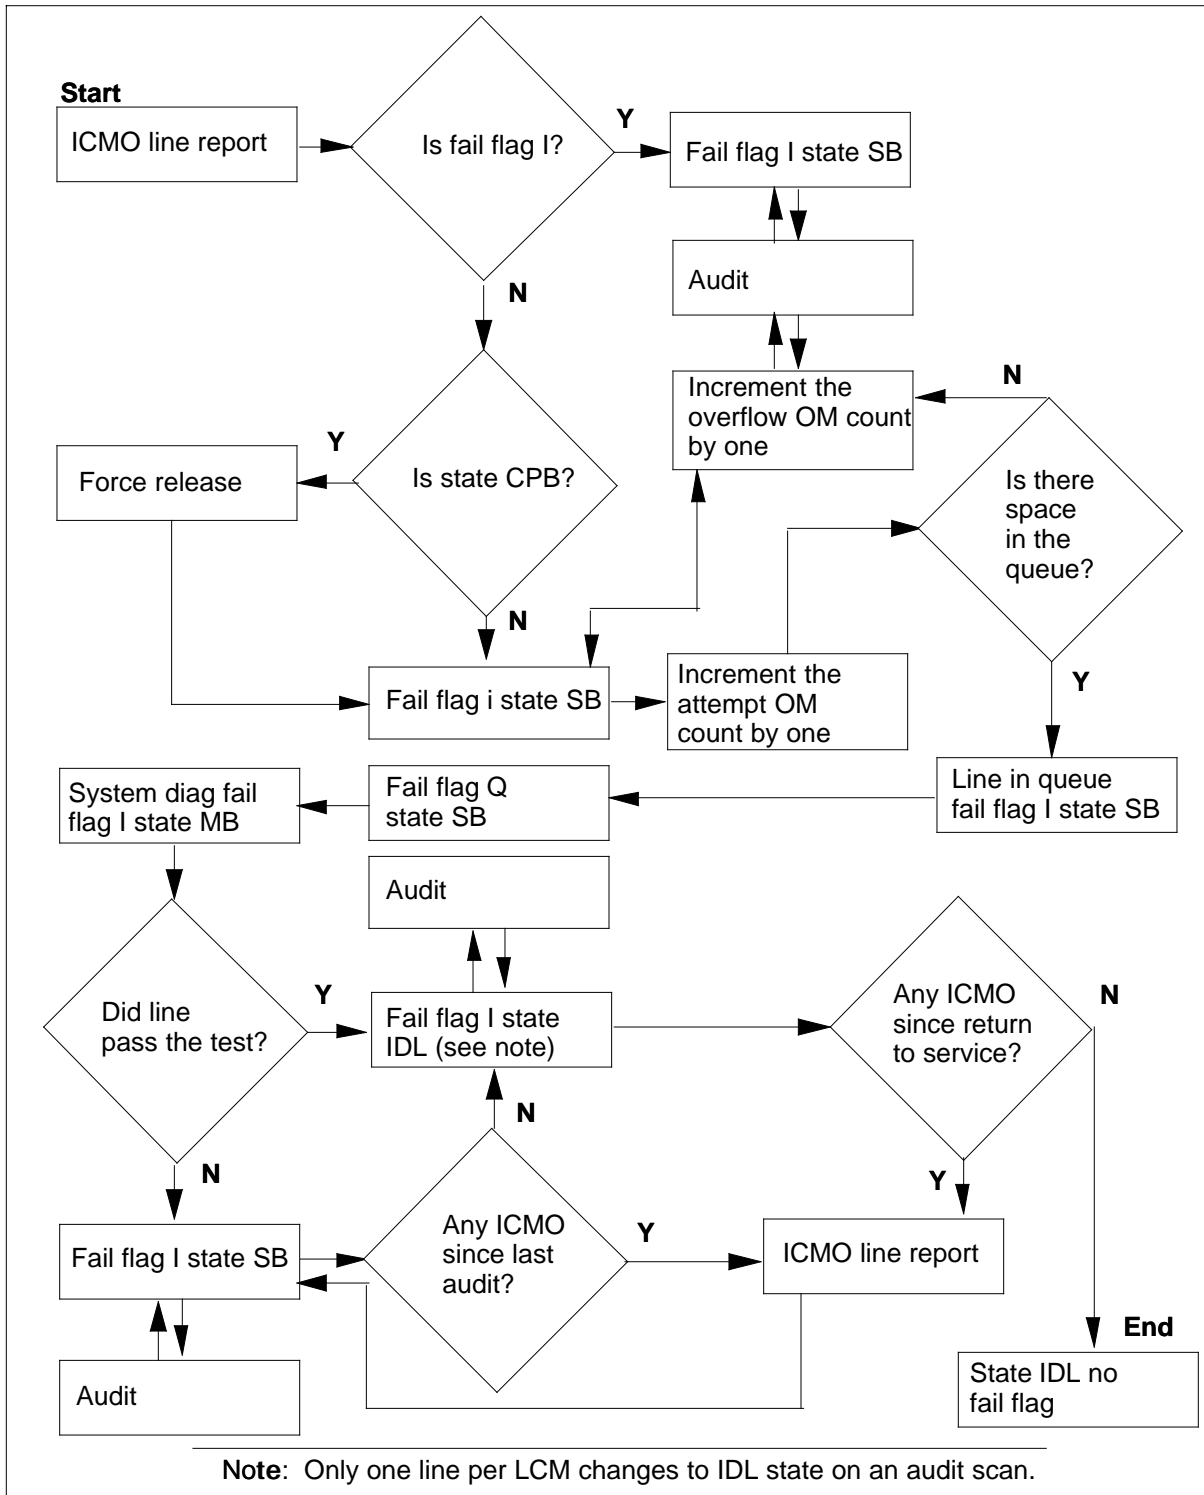 Start
ICMO line report
Is fail flag I?
Y
Fail flag I state SB
N
Audit
Increment the
overflow OM count
by one
N
Y
Force release
Is state CPB?
Is there
space
in the
queue?
N
Fail flag i state SB
Increment the
attempt OM
count by one
Y
System diag fail
flag I state MB
Fail flag Q
state SB
Line in queue
fail flag I state SB
Audit
Did line
pass the test?
Y
Fail flag I state
IDL (see note)
Any ICMO
since return
to service?
N
N
N
Y
Fail flag I state SB
Any ICMO
since last
audit?
Y
ICMO line report
End
Audit
State IDL no
fail flag
Note: Only one line per LCM changes to IDL state on an audit scan.